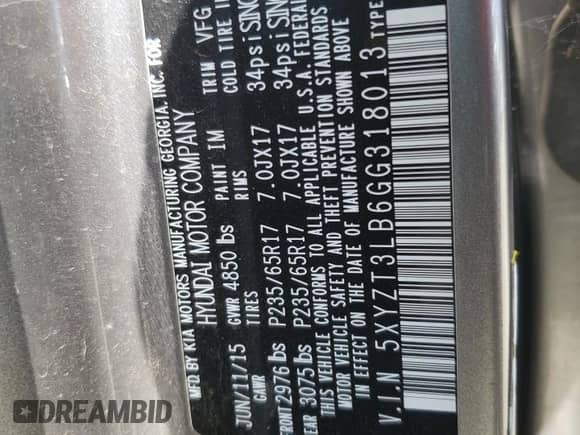 MFD BY KIA MOTORS MANUFACTURING GEORGIA, INC. FOR
HYUNDAI MOTOR COMPANY
JUN/11/15 PAINT IM TRIM VFG
GVWR 4850 lbs
GAWR TIRES RIMS COLD TIRE
FRONT 2976 lbs P235/65R17 7.0JX17 34psi SING
REAR 3075 lbs P235/65R17 7.0JX17 34psi SING
THIS VEHICLE CONFORMS TO ALL APPLICABLE U.S.A. FEDERAL
MOTOR VEHICLE SAFETY AND THEFT PREVENTION STANDARDS
IN EFFECT ON THE DATE OF MANUFACTURE SHOWN ABOVE
V.I.N 5XYZT3LB6GG318013 TYPE
DREAMBID
.com